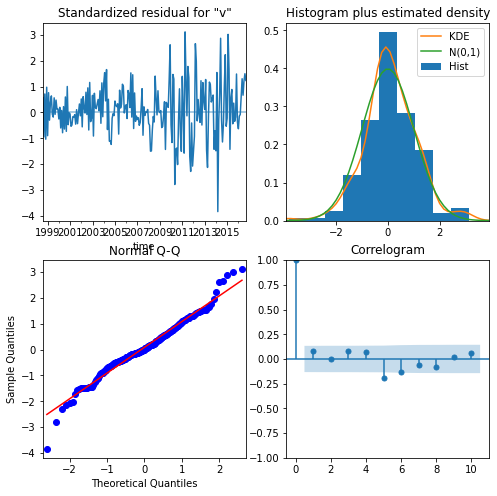 Standardized residual for "v"
3
2
1
0
−1
−2
−3
−4
1999 2001 2003 2005 2007 2009 2011 2013 2015
time
Histogram plus estimated density
KDE
N(0,1)
Hist
0.5
0.4
0.3
0.2
0.1
0.0
−2 0 2
Normal Q-Q
Sample Quantiles
3
2
1
0
−1
−2
−3
−4
−2 −1 0 1 2
Theoretical Quantiles
Correlogram
1.00
0.75
0.50
0.25
0.00
−0.25
−0.50
−0.75
−1.00
0 2 4 6 8 10